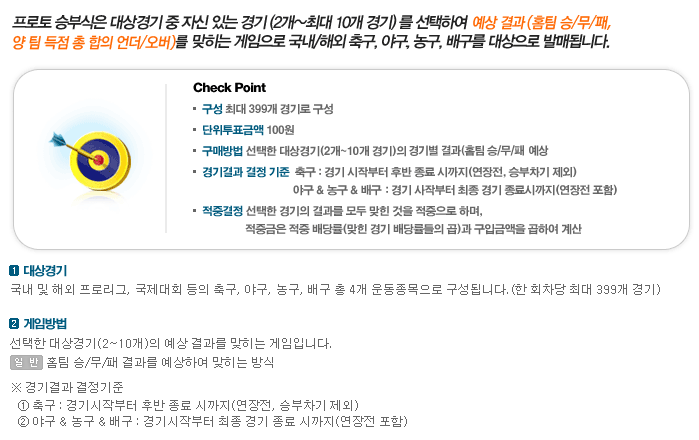 프로토 승부식은 대상경기 중 자신 있는 경기 (2개~최대 10개 경기) 를 선택하여 예상 결과 (홈팀 승/무/패,
양 팀 득점 총 합의 언더/오버)를 맞히는 게임으로 국내/해외 축구, 야구, 농구, 배구를 대상으로 발매됩니다.
Check Point
구성 최대 399개 경기로 구성
단위투표금액 100원
구매방법 선택한 대상경기(2개~10개 경기)의 경기별 결과(홈팀 승/무/패 예상
경기결과 결정 기준 축구 : 경기 시작부터 후반 종료 시까지(연장전, 승부차기 제외)
야구 & 농구 & 배구 : 경기 시작부터 최종 경기 종료시까지(연장전 포함)
적중결정 선택한 경기의 결과를 모두 맞힌 것을 적중으로 하며,
적중금은 적중 배당률(맞힌 경기 배당률들의 곱)과 구입금액을 곱하여 계산
1 대상경기
국내 및 해외 프로리그, 국제대회 등의 축구, 야구, 농구, 배구 총 4개 운동종목으로 구성됩니다.(한 회차당 최대 399개 경기)
2 게임방법
선택한 대상경기(2~10개)의 예상 결과를 맞히는 게임입니다.
일 반 홈팀 승/무/패 결과를 예상하여 맞히는 방식
※ 경기결과 결정기준
① 축구 : 경기시작부터 후반 종료 시까지(연장전, 승부차기 제외)
② 야구 & 농구 & 배구 : 경기시작부터 최종 경기 종료 시까지(연장전 포함)